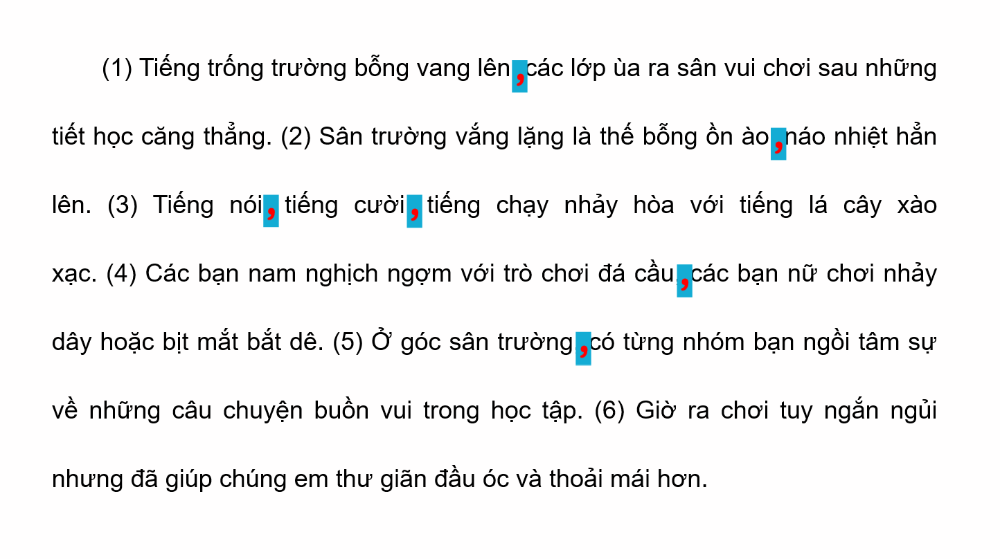 (1) Tiếng trống trường bỗng vang lên, các lớp ùa ra sân vui chơi sau những
tiết học căng thẳng. (2) Sân trường vắng lặng là thế bỗng ồn ào, náo nhiệt hẳn
lên. (3) Tiếng nói, tiếng cười, tiếng chạy nhảy hòa với tiếng lá cây xào
xạc. (4) Các bạn nam nghịch ngợm với trò chơi đá cầu, các bạn nữ chơi nhảy
dây hoặc bịt mắt bắt dê. (5) Ở góc sân trường, có từng nhóm bạn ngồi tâm sự
về những câu chuyện buồn vui trong học tập. (6) Giờ ra chơi tuy ngắn ngủi
nhưng đã giúp chúng em thư giãn đầu óc và thoải mái hơn.